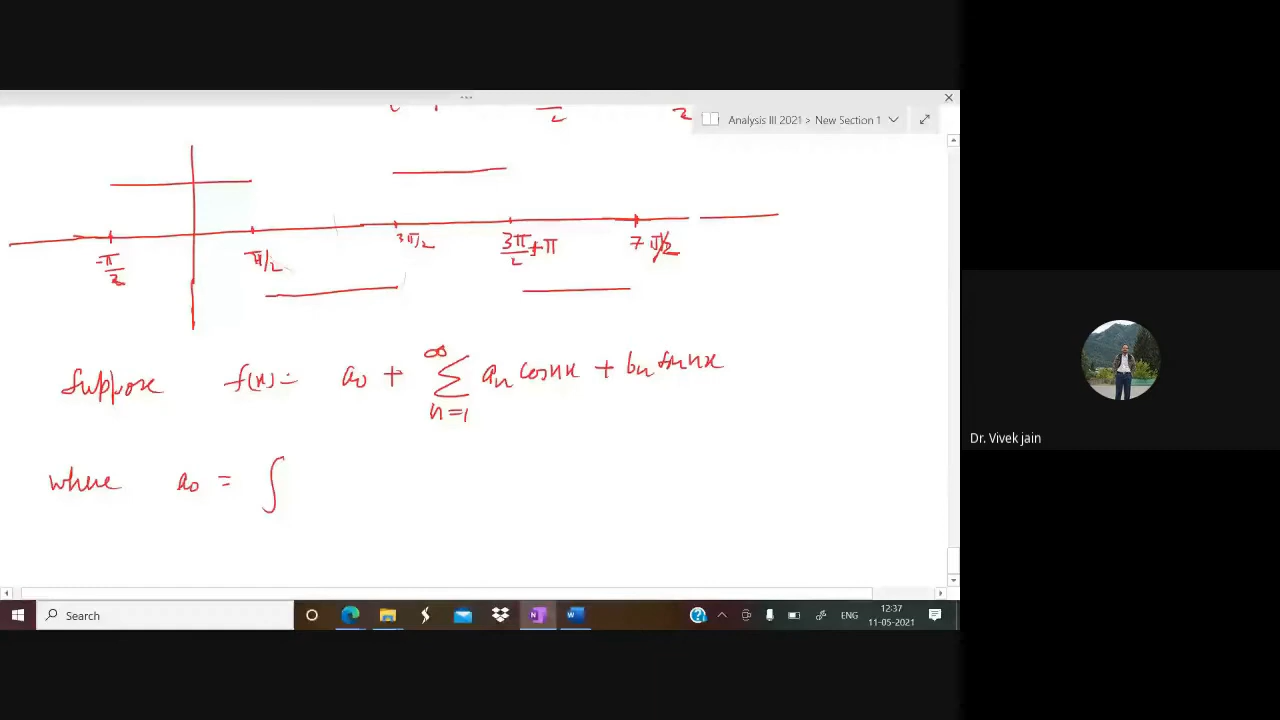 Analysis III 2021 > New Section 1
-π/2
π/2
3π/2
3π/2 + π
7π/2
Suppose f(x) = a₀ + ∑ₙ₌₁^∞ aₙ cosnx + bₙ sinnx
where a₀ = ∫
Dr. Vivek jain
Search
ENG
12:37
11-05-2021